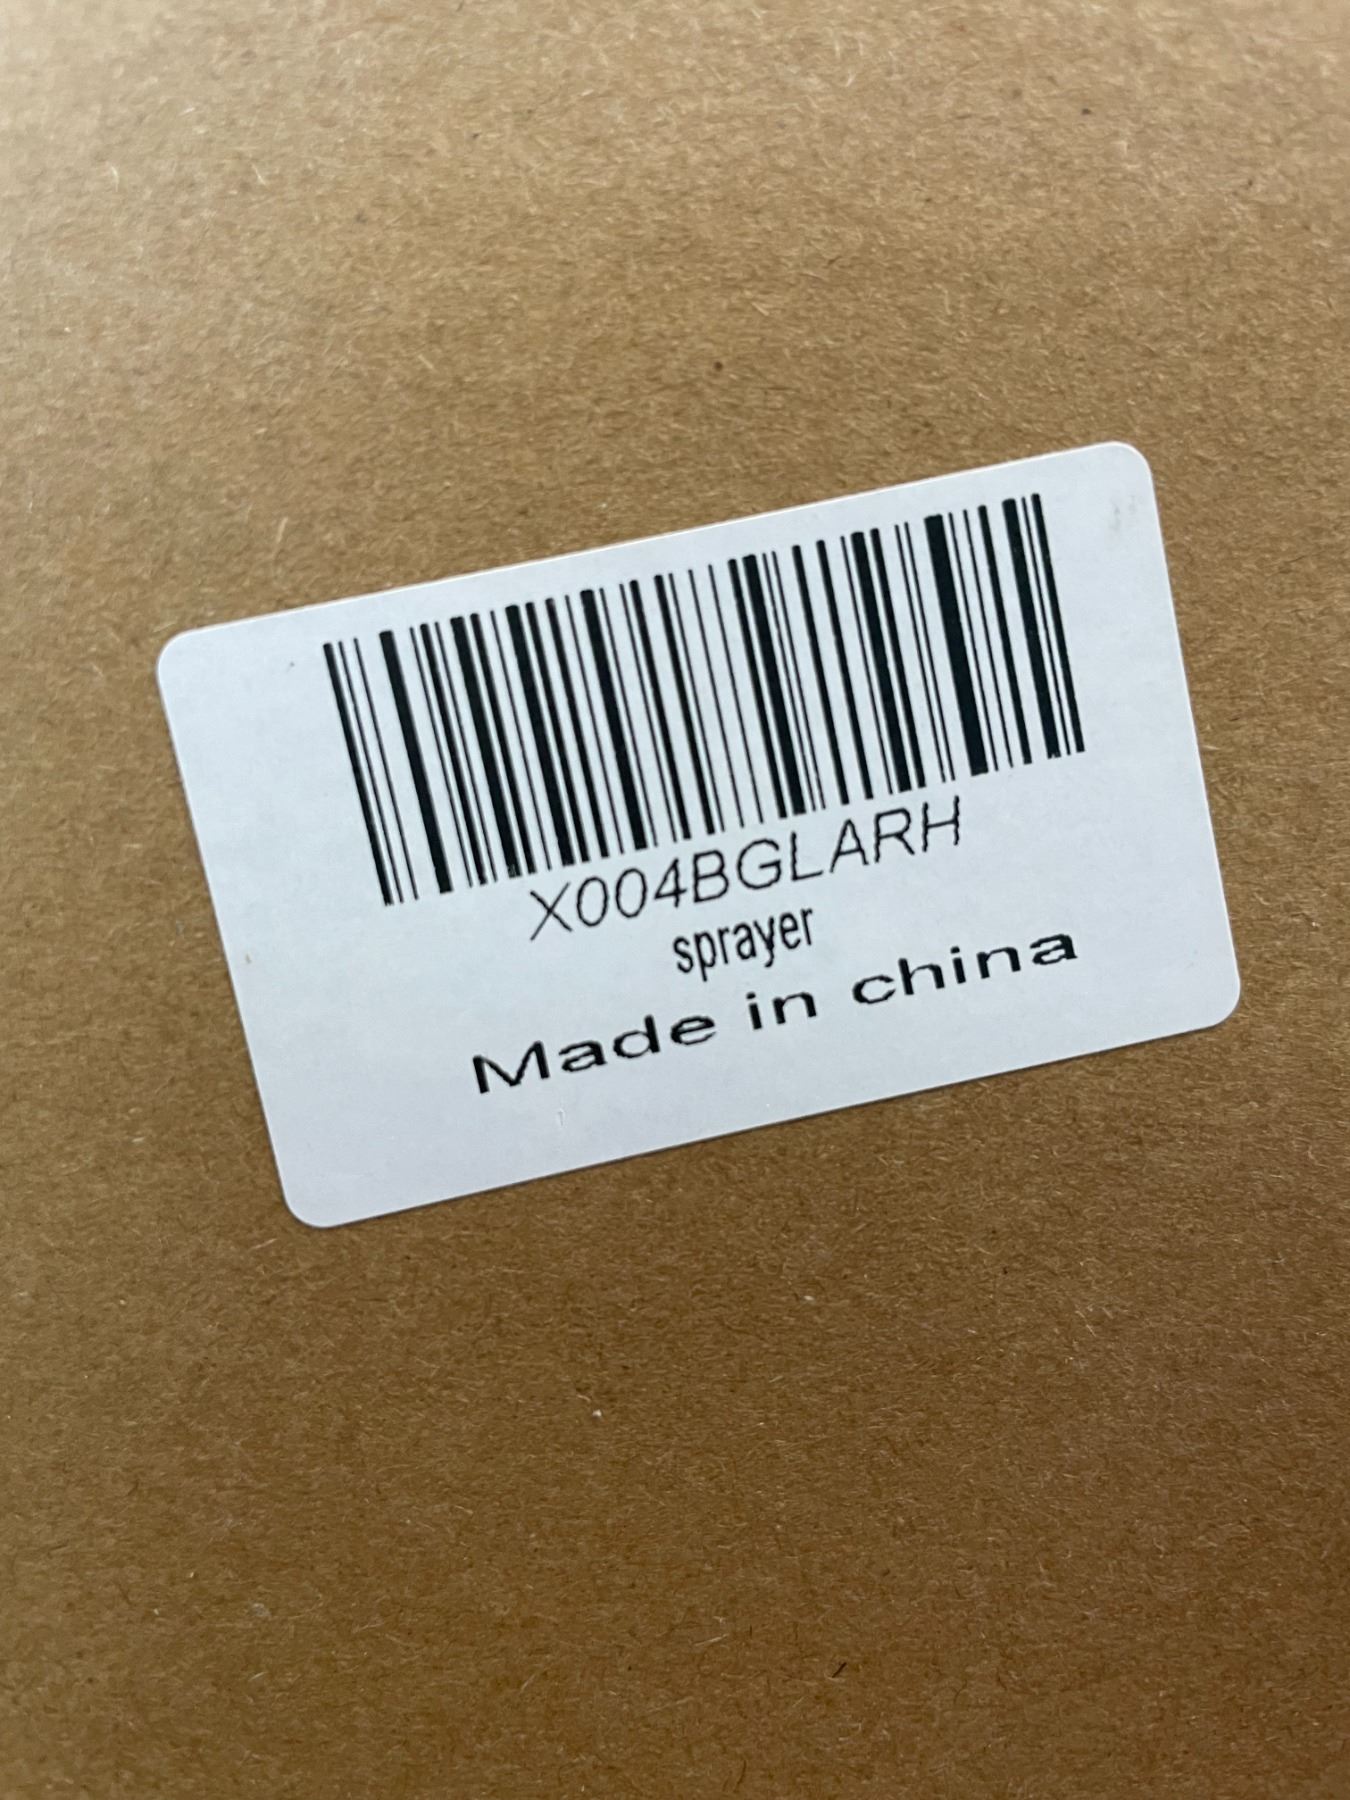 X004BGLARH
sprayer
Made in china